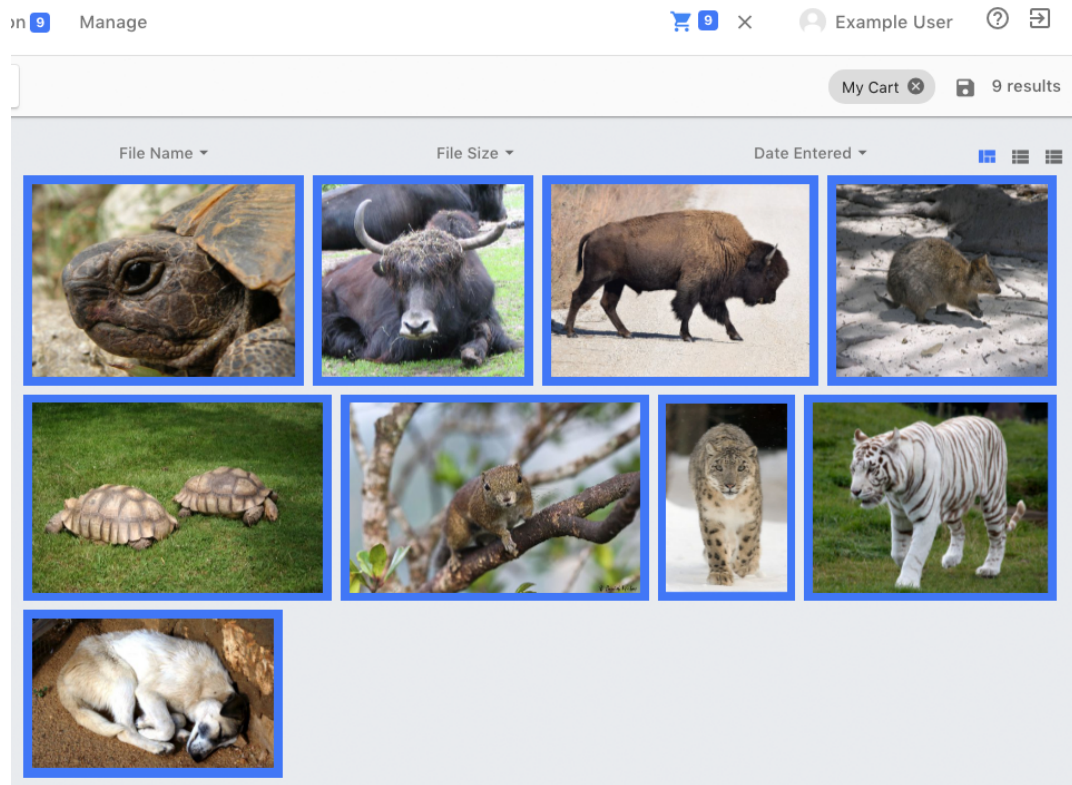 on 9 Manage 9 Example User
My Cart 9 results
File Name File Size Date Entered